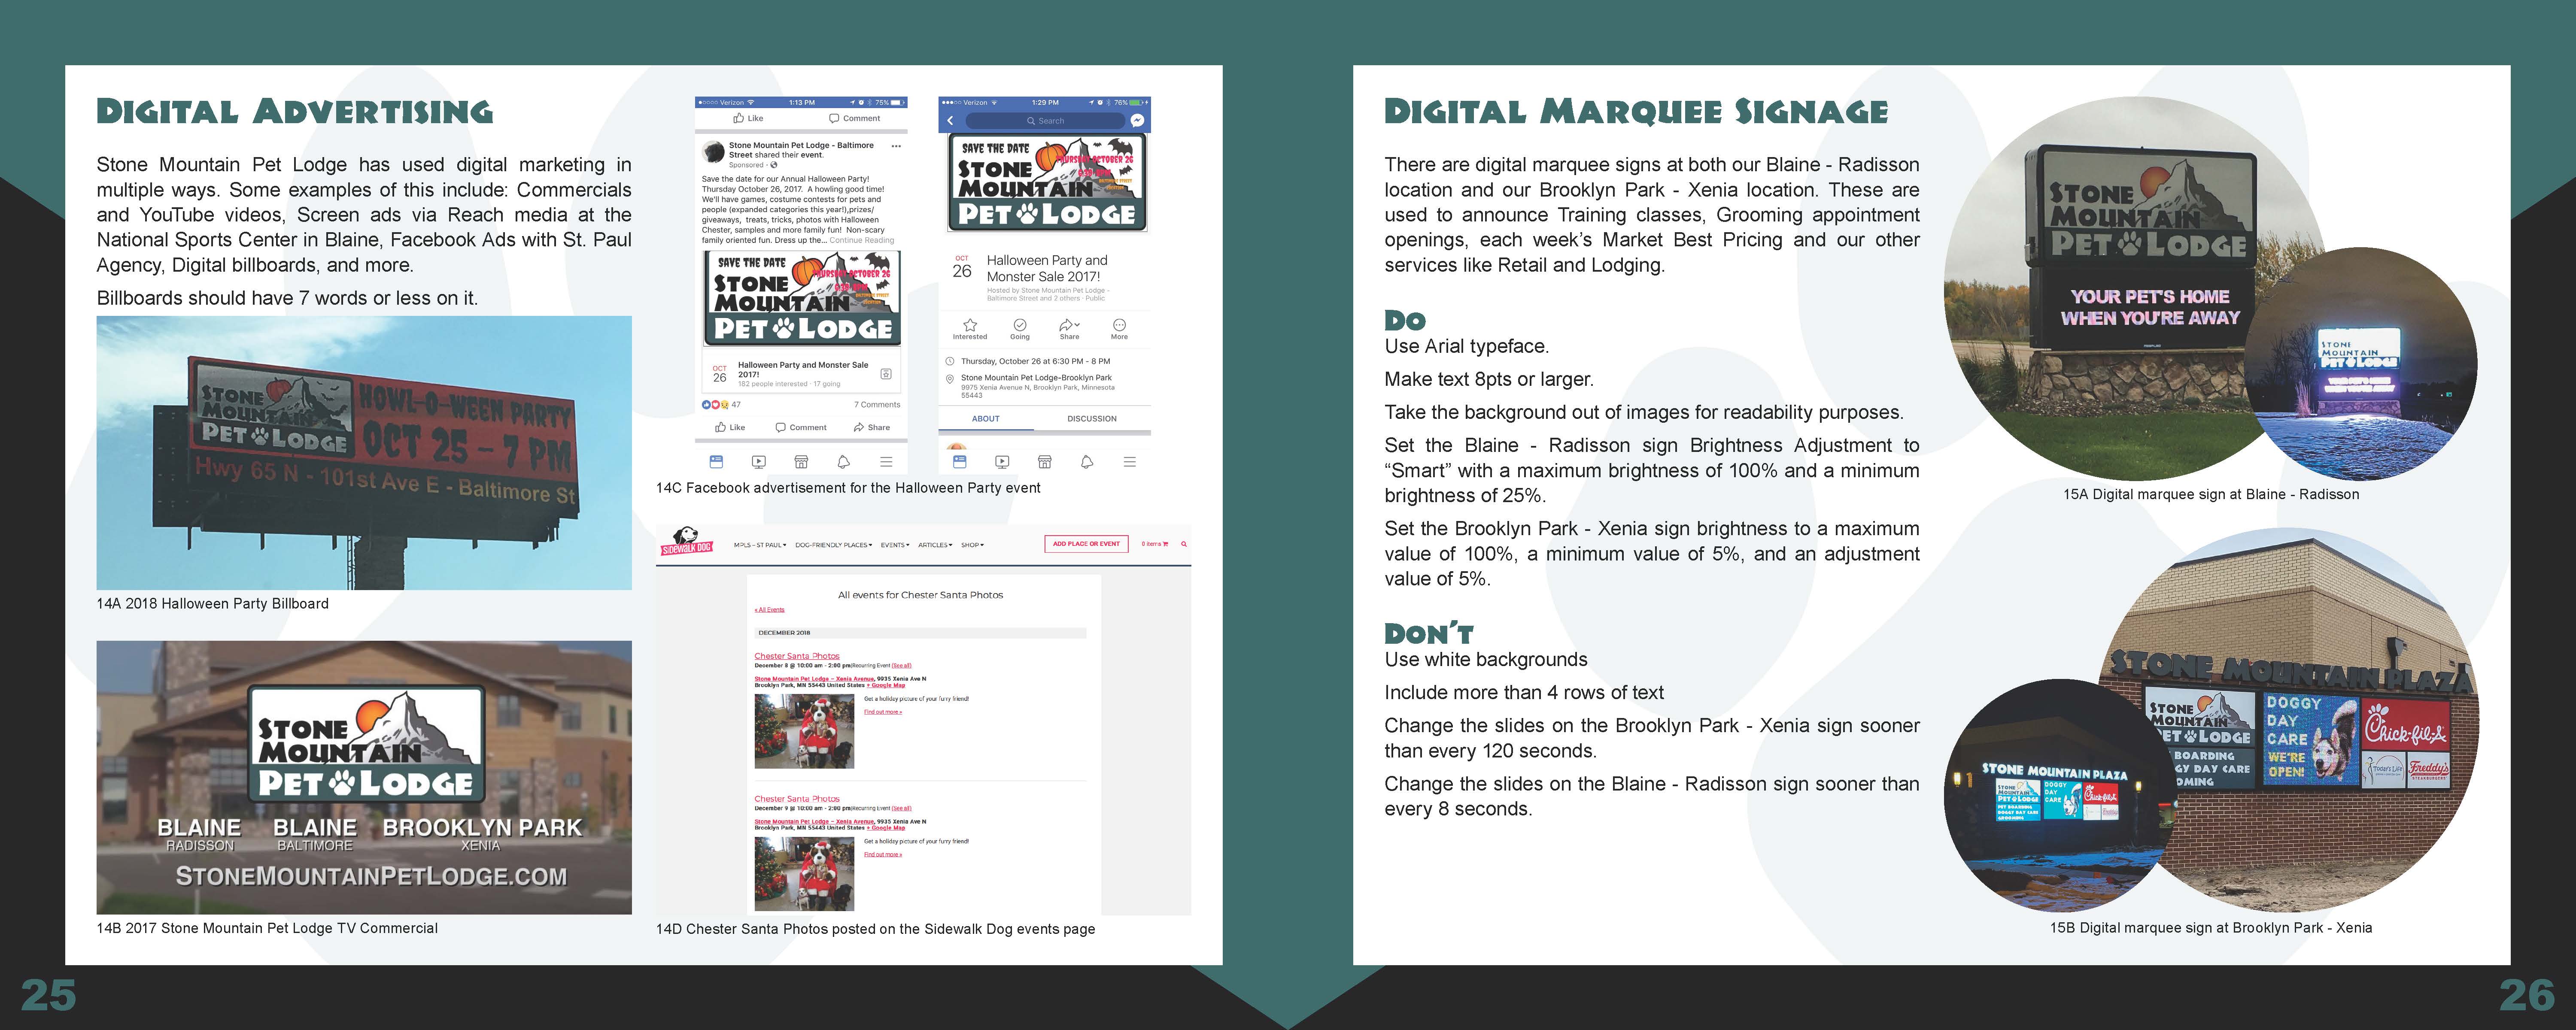 DIGITAL ADVERTISING
Stone Mountain Pet Lodge has used digital marketing in
multiple ways. Some examples of this include: Commercials
and YouTube videos, Screen ads via Reach media at the
National Sports Center in Blaine, Facebook Ads with St. Paul
Agency, Digital billboards, and more.
Billboards should have 7 words or less on it.
STONE
MOUNTAIN
PET LODGE
HOWL-O-WEEN PARTY
OCT 25 - 7 PM
Hwy 65 N - 101st Ave E - Baltimore St
14A 2018 Halloween Party Billboard
STONE
MOUNTAIN
PET LODGE
BLAINE BLAINE BROOKLYN PARK
RADISSON BALTIMORE XENIA
STONEMOUNTAINPETLODGE.COM
14B 2017 Stone Mountain Pet Lodge TV Commercial
Verizon 1:13 PM 75%
Like Comment
Stone Mountain Pet Lodge - Baltimore
Street shared their event.
Sponsored
Save the date for our Annual Halloween Party!
Thursday October 26, 2017. A howling good time!
We'll have games, costume contests for pets and
people (expanded categories this year!),prizes/
giveaways, treats, tricks, photos with Halloween
Chester, samples and more family fun! Non-scary
family oriented fun. Dress up the... Continue Reading
SAVE THE DATE
THURSDAY OCTOBER 26
STONE
MOUNTAIN
PET LODGE
OCT
26
Halloween Party and Monster Sale
2017!
182 people interested · 17 going
47 7 Comments
Like Comment Share
Verizon 1:29 PM 76%
Search
SAVE THE DATE
THURSDAY OCTOBER 26
STONE
MOUNTAIN
PET LODGE
OCT
26
Halloween Party and
Monster Sale 2017!
Hosted by Stone Mountain Pet Lodge -
Baltimore Street and 2 others · Public
Interested Going Share More
Thursday, October 26 at 6:30 PM - 8 PM
Stone Mountain Pet Lodge-Brooklyn Park
9975 Xenia Avenue N, Brooklyn Park, Minnesota
55443
ABOUT DISCUSSION
14C Facebook advertisement for the Halloween Party event
SIDEWALK DOG
MPLS – ST PAUL DOG-FRIENDLY PLACES EVENTS ARTICLES SHOP ADD PLACE OR EVENT 0 items
All events for Chester Santa Photos
« All Events
DECEMBER 2018
Chester Santa Photos
December 8 @ 10:00 am - 2:00 pm|Recurring Event (See all)
Stone Mountain Pet Lodge – Xenia Avenue, 9935 Xenia Ave N
Brooklyn Park, MN 55443 United States + Google Map
Get a holiday picture of your furry friend!
Find out more »
Chester Santa Photos
December 9 @ 10:00 am - 2:00 pm|Recurring Event (See all)
Stone Mountain Pet Lodge – Xenia Avenue, 9935 Xenia Ave N
Brooklyn Park, MN 55443 United States + Google Map
Get a holiday picture of your furry friend!
Find out more »
14D Chester Santa Photos posted on the Sidewalk Dog events page
25
DIGITAL MARQUEE SIGNAGE
There are digital marquee signs at both our Blaine - Radisson
location and our Brooklyn Park - Xenia location. These are
used to announce Training classes, Grooming appointment
openings, each week's Market Best Pricing and our other
services like Retail and Lodging.
DO
Use Arial typeface.
Make text 8pts or larger.
Take the background out of images for readability purposes.
Set the Blaine - Radisson sign Brightness Adjustment to
“Smart” with a maximum brightness of 100% and a minimum
brightness of 25%.
Set the Brooklyn Park - Xenia sign brightness to a maximum
value of 100%, a minimum value of 5%, and an adjustment
value of 5%.
DON'T
Use white backgrounds
Include more than 4 rows of text
Change the slides on the Brooklyn Park - Xenia sign sooner
than every 120 seconds.
Change the slides on the Blaine - Radisson sign sooner than
every 8 seconds.
STONE
MOUNTAIN
PET LODGE
YOUR PET'S HOME
WHEN YOU'RE AWAY
STONE
MOUNTAIN
PET LODGE
15A Digital marquee sign at Blaine - Radisson
STONE MOUNTAIN PLAZA
STONE
MOUNTAIN
ET LODGE
BOARDING
GY DAY CARE
OMING
DOGGY
DAY
CARE
WE'RE
OPEN!
Chick-fil-A
Freddy's
STONE MOUNTAIN PLAZA
STONE
MOUNTAIN
PET LODGE
PET BOARDING
DOGGY DAY CARE
GROOMING
DOGGY
DAY
CARE
Chick-fil-A
15B Digital marquee sign at Brooklyn Park - Xenia
26